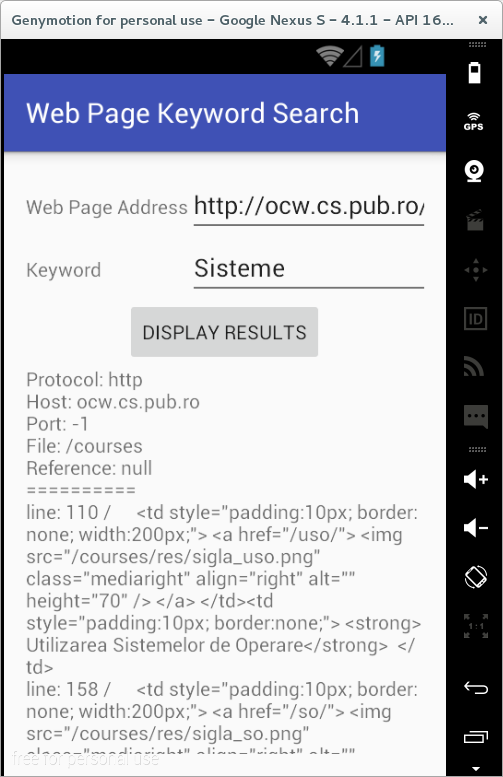 Genymotion for personal use – Google Nexus S – 4.1.1 – API 16...
Web Page Keyword Search
Web Page Address http://ocw.cs.pub.ro/
Keyword Sisteme
DISPLAY RESULTS
Protocol: http
Host: ocw.cs.pub.ro
Port: -1
File: /courses
Reference: null
==========
line: 110 / <td style="padding:10px; border:
none; width:200px;"> <a href="/uso/"> <img
src="/courses/res/sigla_uso.png"
class="mediaright" align="right" alt=""
height="70" /> </a> </td><td
style="padding:10px; border:none;"> <strong>
Utilizarea Sistemelor de Operare</strong> </
td>
line: 158 / <td style="padding:10px; border:
none; width:200px;"> <a href="/so/"> <img
src="/courses/res/sigla_so.png"
class="mediaright" align="right" alt=""
free for personal use
GPS
ID
1:1